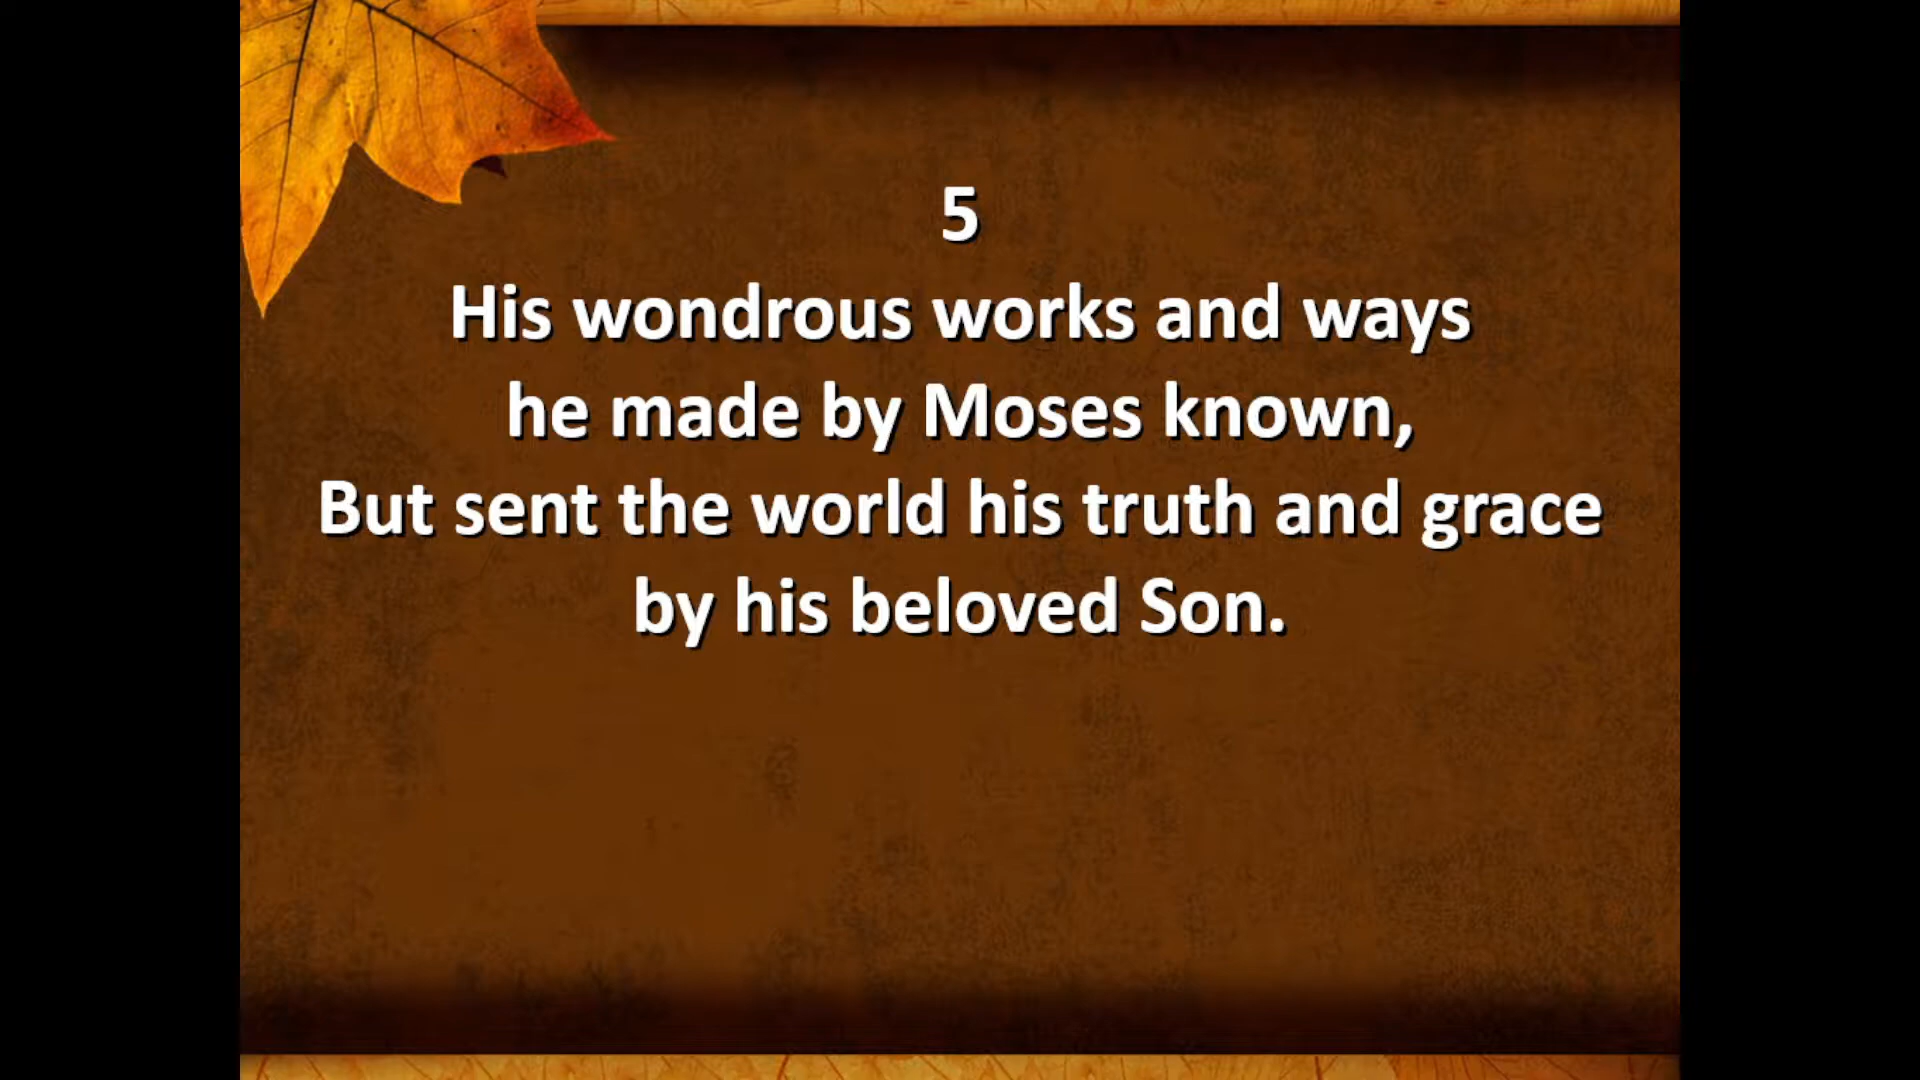 5
His wondrous works and ways
he made by Moses known,
But sent the world his truth and grace
by his beloved Son.